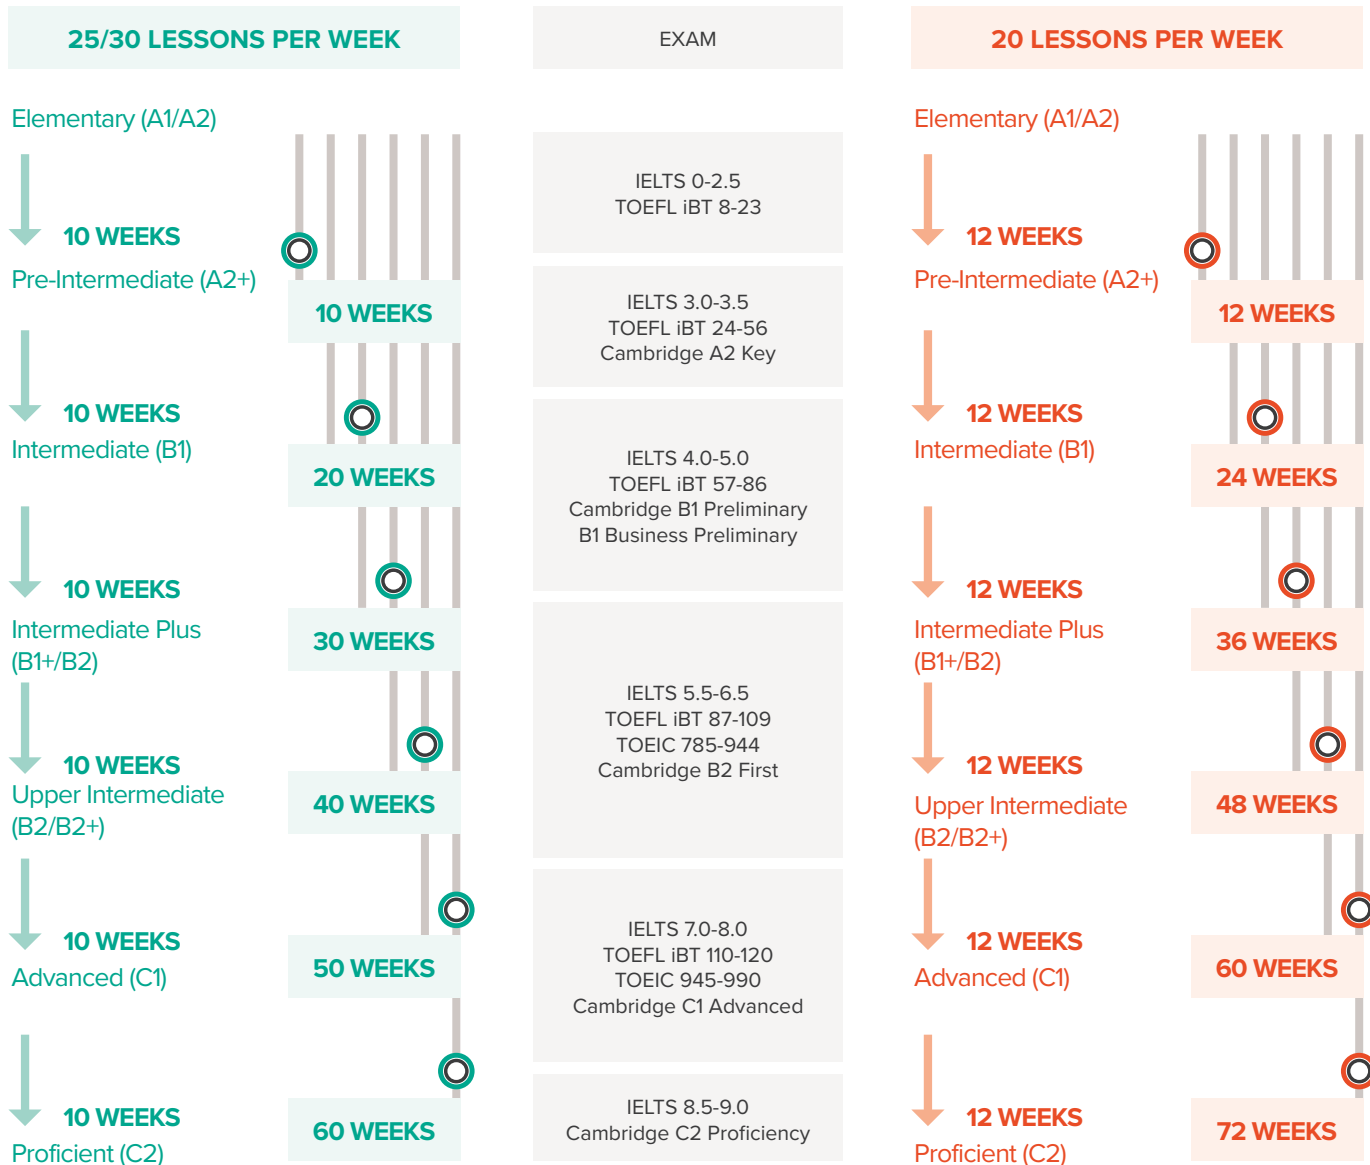 25/30 LESSONS PER WEEK
Elementary (A1/A2)
10 WEEKS
Pre-Intermediate (A2+)
10 WEEKS
10 WEEKS
Intermediate (B1)
20 WEEKS
10 WEEKS
Intermediate Plus
(B1+/B2)
30 WEEKS
10 WEEKS
Upper Intermediate
(B2/B2+)
40 WEEKS
10 WEEKS
Advanced (C1)
50 WEEKS
10 WEEKS
Proficient (C2)
60 WEEKS
EXAM
IELTS 0-2.5
TOEFL iBT 8-23
IELTS 3.0-3.5
TOEFL iBT 24-56
Cambridge A2 Key
IELTS 4.0-5.0
TOEFL iBT 57-86
Cambridge B1 Preliminary
B1 Business Preliminary
IELTS 5.5-6.5
TOEFL iBT 87-109
TOEIC 785-944
Cambridge B2 First
IELTS 7.0-8.0
TOEFL iBT 110-120
TOEIC 945-990
Cambridge C1 Advanced
IELTS 8.5-9.0
Cambridge C2 Proficiency
20 LESSONS PER WEEK
Elementary (A1/A2)
12 WEEKS
Pre-Intermediate (A2+)
12 WEEKS
12 WEEKS
Intermediate (B1)
24 WEEKS
12 WEEKS
Intermediate Plus
(B1+/B2)
36 WEEKS
12 WEEKS
Upper Intermediate
(B2/B2+)
48 WEEKS
12 WEEKS
Advanced (C1)
60 WEEKS
12 WEEKS
Proficient (C2)
72 WEEKS